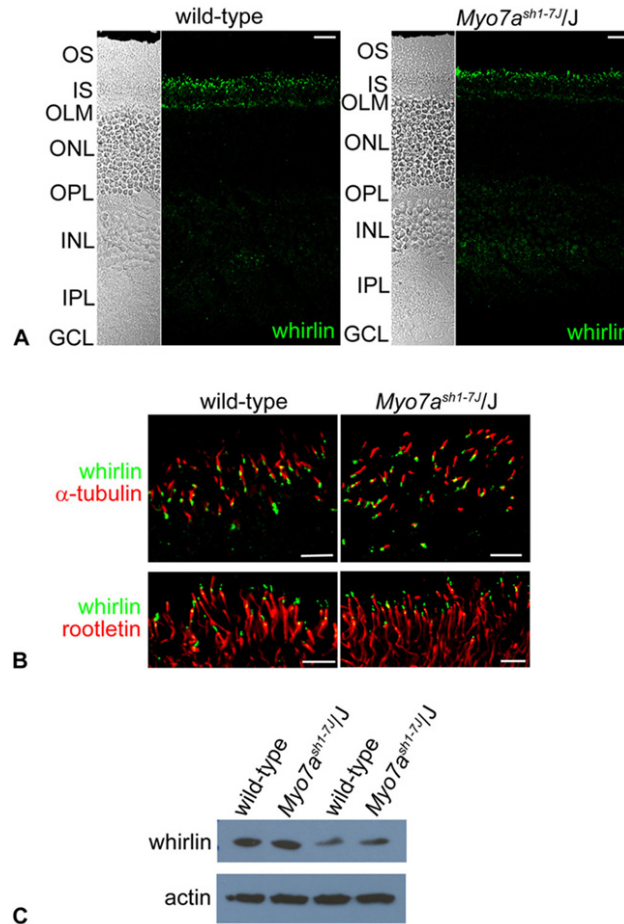 wild-type
Myo7a^sh1-7J/J
OS
IS
OLM
ONL
OPL
INL
IPL
GCL
whirlin
A
OS
IS
OLM
ONL
OPL
INL
IPL
GCL
whirlin
wild-type
Myo7a^sh1-7J/J
whirlin
α-tubulin
whirlin
rootletin
B
wild-type
Myo7a^sh1-7J/J
wild-type
Myo7a^sh1-7J/J
whirlin
actin
C